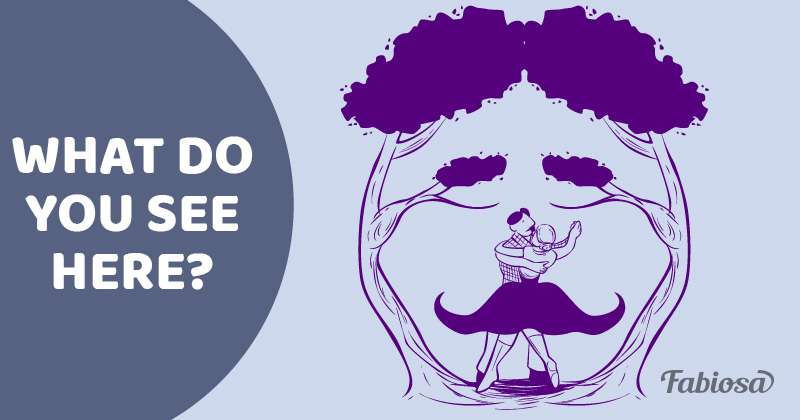 WHAT DO
YOU SEE
HERE?
Fabiosa